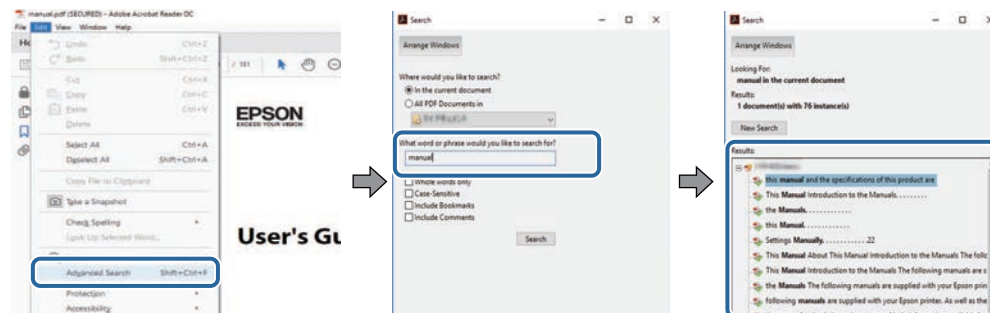 manual.pdf (SECURED) - Adobe Acrobat Reader DC
File Edit View Window Help
Undo Ctrl+Z
Redo Shift+Ctrl+Z
Cut Ctrl+X
Copy Ctrl+C
Paste Ctrl+V
Delete
Select All Ctrl+A
Deselect All Shift+Ctrl+A
Copy File to Clipboard
Take a Snapshot
Check Spelling
Look Up Selected Word...
Advanced Search Shift+Ctrl+F
Protection
Accessibility
/ 181
EPSON
EXCEED YOUR VISION
User's Gu
Search
Arrange Windows
Where would you like to search?
In the current document
All PDF Documents in
What word or phrase would you like to search for?
manual
Whole words only
Case-Sensitive
Include Bookmarks
Include Comments
Search
Search
Arrange Windows
Looking For:
manual in the current document
Results:
1 document(s) with 76 instance(s)
New Search
Results:
this manual and the specifications of this product are
This Manual Introduction to the Manuals. . . . . . . . .
the Manuals. . . . . . . . . . . . .
this Manual. . . . . . . . . . . . .
Settings Manually. . . . . . . . . . . . .22
This Manual About This Manual Introduction to the Manuals The follo
This Manual Introduction to the Manuals The following manuals are s
the Manuals The following manuals are supplied with your Epson prin
following manuals are supplied with your Epson printer. As well as the